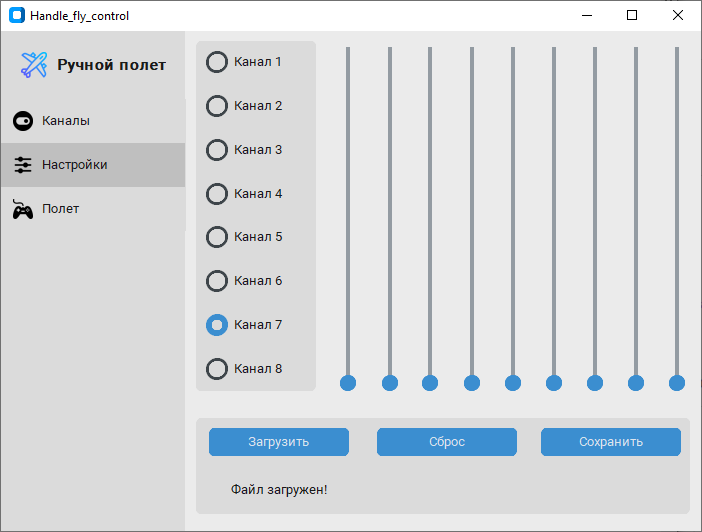 Handle_fly_control
Ручной полет
Каналы
Настройки
Полет
Канал 1
Канал 2
Канал 3
Канал 4
Канал 5
Канал 6
Канал 7
Канал 8
Загрузить
Сброс
Сохранить
Файл загружен!